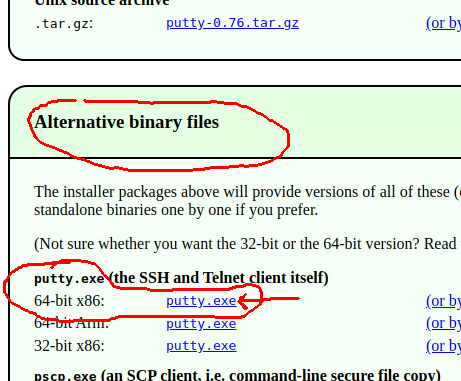 Unix source archive
.tar.gz: putty-0.76.tar.gz (or by
Alternative binary files
The installer packages above will provide versions of all of these (
standalone binaries one by one if you prefer.
(Not sure whether you want the 32-bit or the 64-bit version? Read
putty.exe (the SSH and Telnet client itself)
64-bit x86: putty.exe (or by
64-bit Arm: putty.exe (or by
32-bit x86: putty.exe (or by
pscp.exe (an SCP client, i.e. command-line secure file copy)